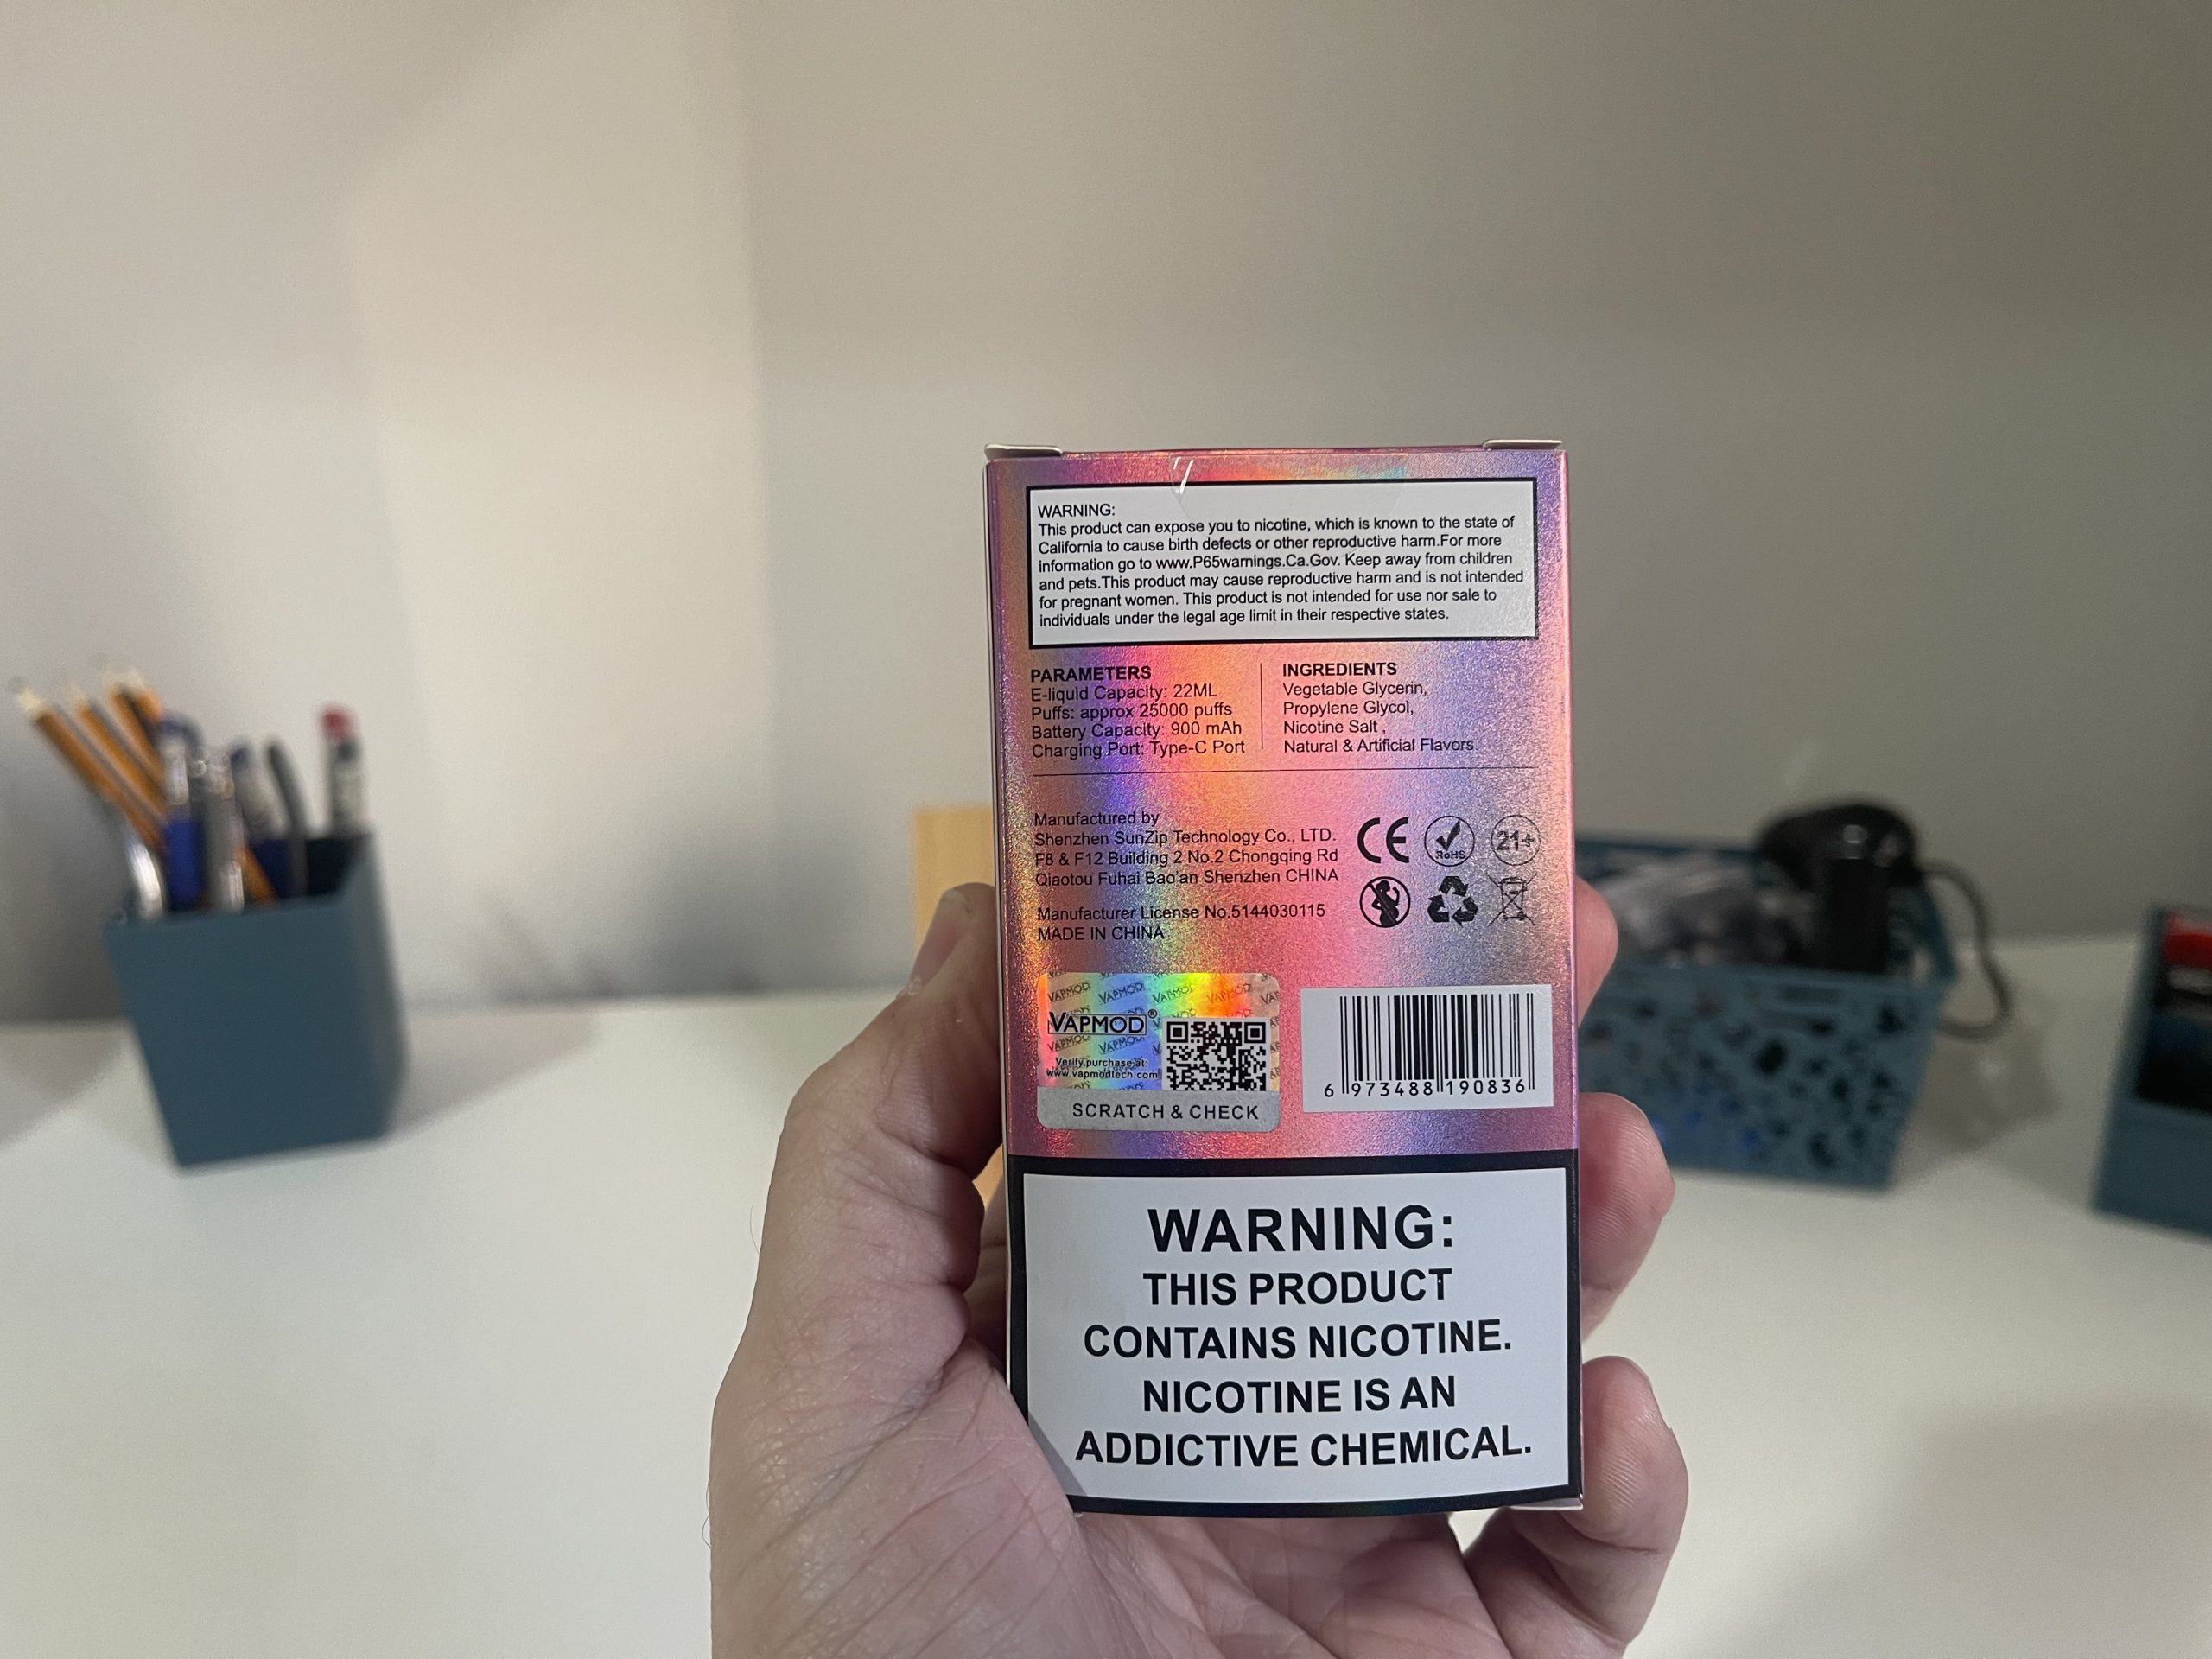 WARNING:
This product can expose you to nicotine, which is known to the state of
California to cause birth defects or other reproductive harm.For more
information go to www.P65warnings.Ca.Gov. Keep away from children
and pets.This product may cause reproductive harm and is not intended
for pregnant women. This product is not intended for use nor sale to
individuals under the legal age limit in their respective states.
PARAMETERS
E-liquid Capacity: 22ML
Puffs: approx 25000 puffs
Battery Capacity: 900 mAh
Charging Port: Type-C Port
INGREDIENTS
Vegetable Glycerin,
Propylene Glycol,
Nicotine Salt ,
Natural & Artificial Flavors
Manufactured by
Shenzhen SunZip Technology Co., LTD.
F8 & F12 Building 2 No.2 Chongqing Rd
Qiaotou Fuhai Bao'an Shenzhen CHINA
Manufacturer License No.5144030115
MADE IN CHINA
CE
RoHS
21+
VAPMOD VAPMOD VAPMOD VAPMOD
VAPMOD®
VAPMOD VAPMOD
Verify purchase at:
www.vapmodtech.com
SCRATCH & CHECK
6 973488 190836
WARNING:
THIS PRODUCT
CONTAINS NICOTINE.
NICOTINE IS AN
ADDICTIVE CHEMICAL.